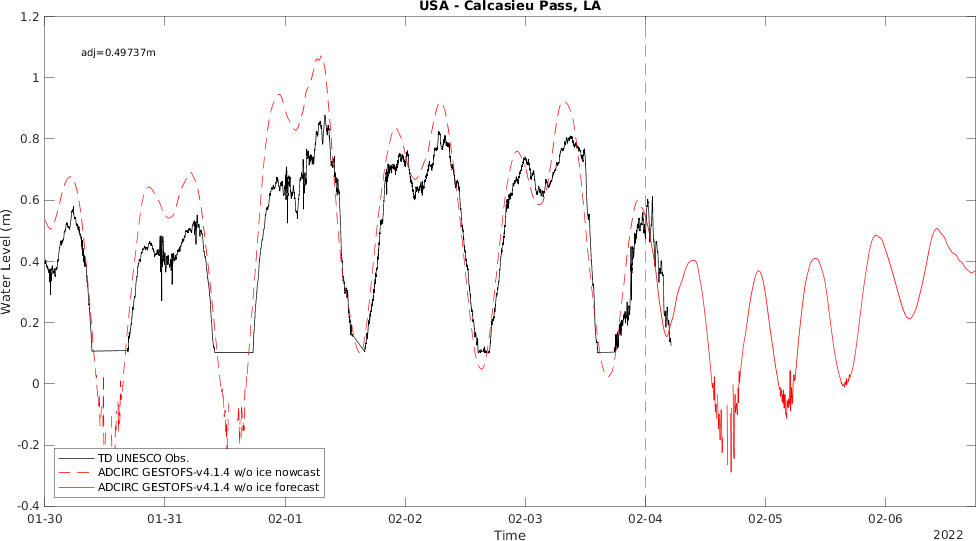 USA - Calcasieu Pass, LA
1.2
adj=0.49737m
1
0.8
0.6
0.4
0.2
0
-0.2
-0.4
Water Level (m)
TD UNESCO Obs.
ADCIRC GESTOFS-v4.1.4 w/o ice nowcast
ADCIRC GESTOFS-v4.1.4 w/o ice forecast
01-30 01-31 02-01 02-02 02-03 02-04 02-05 02-06
Time
2022